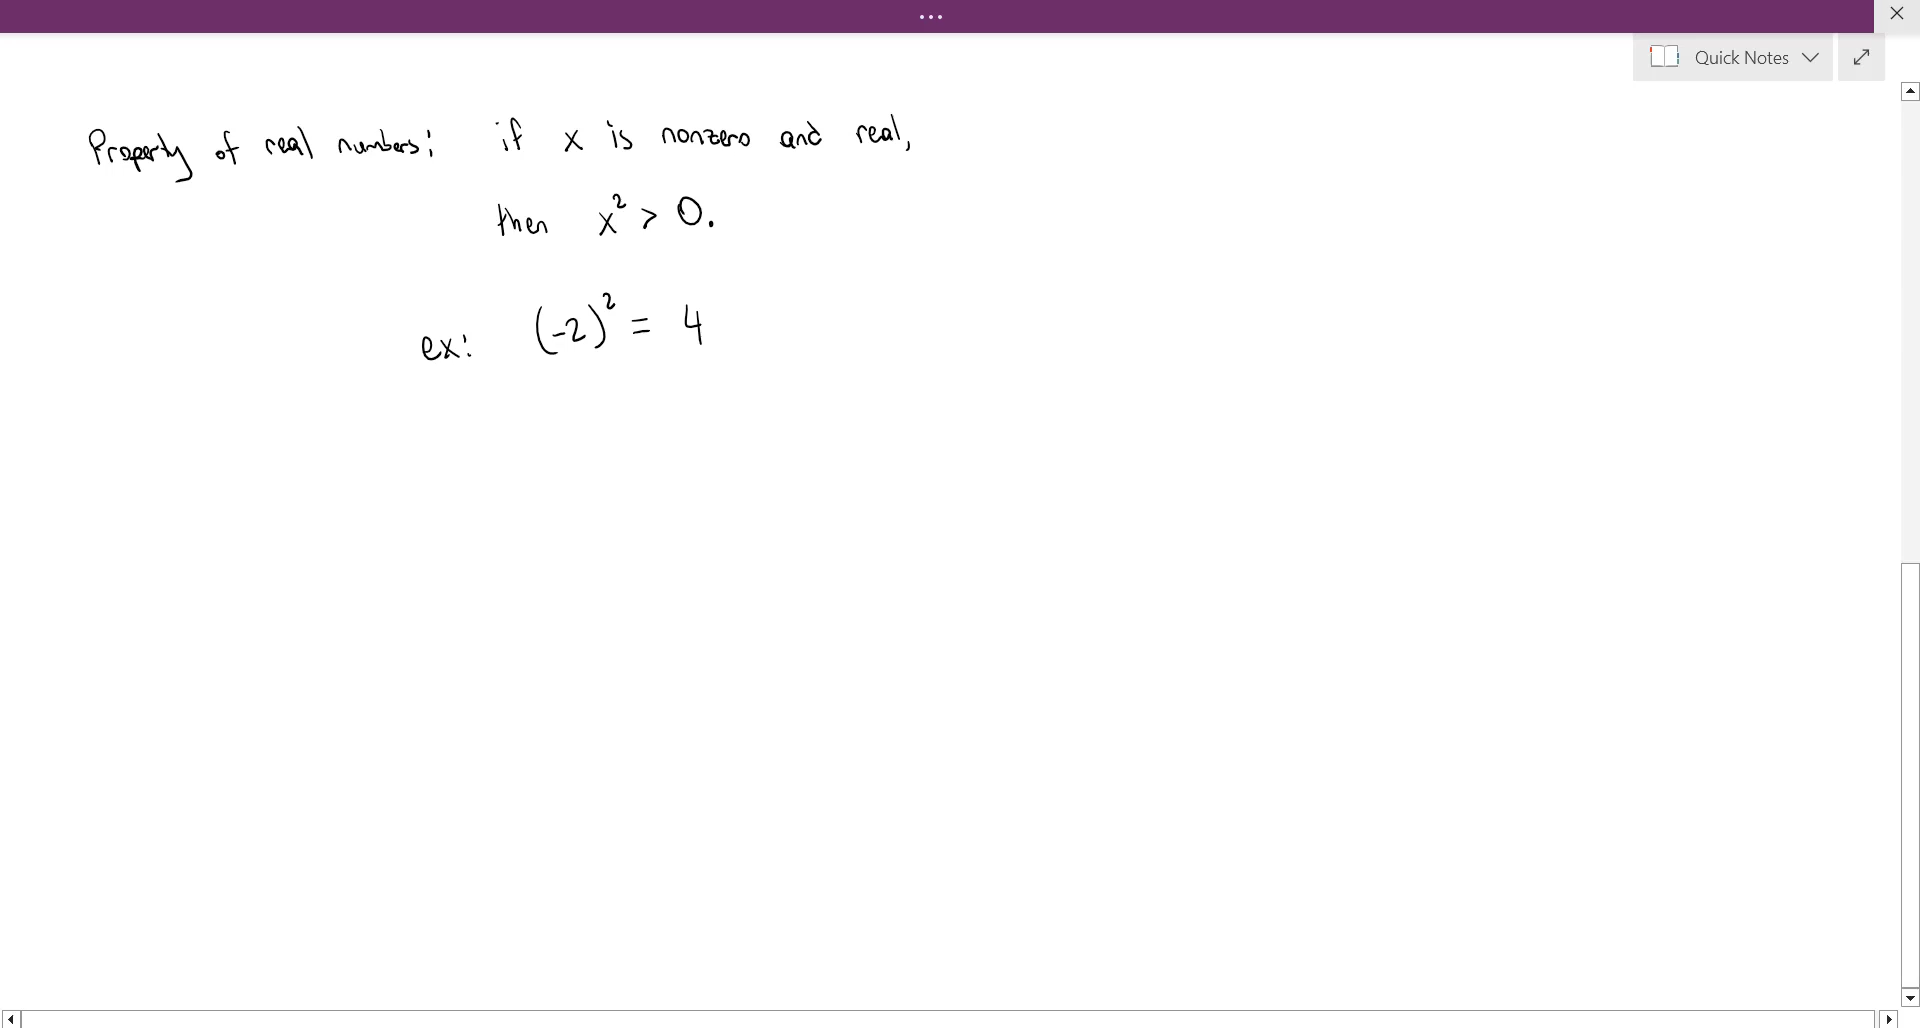 Quick Notes
Property of real numbers: if x is nonzero and real,
then x² > 0.
ex: (-2)² = 4